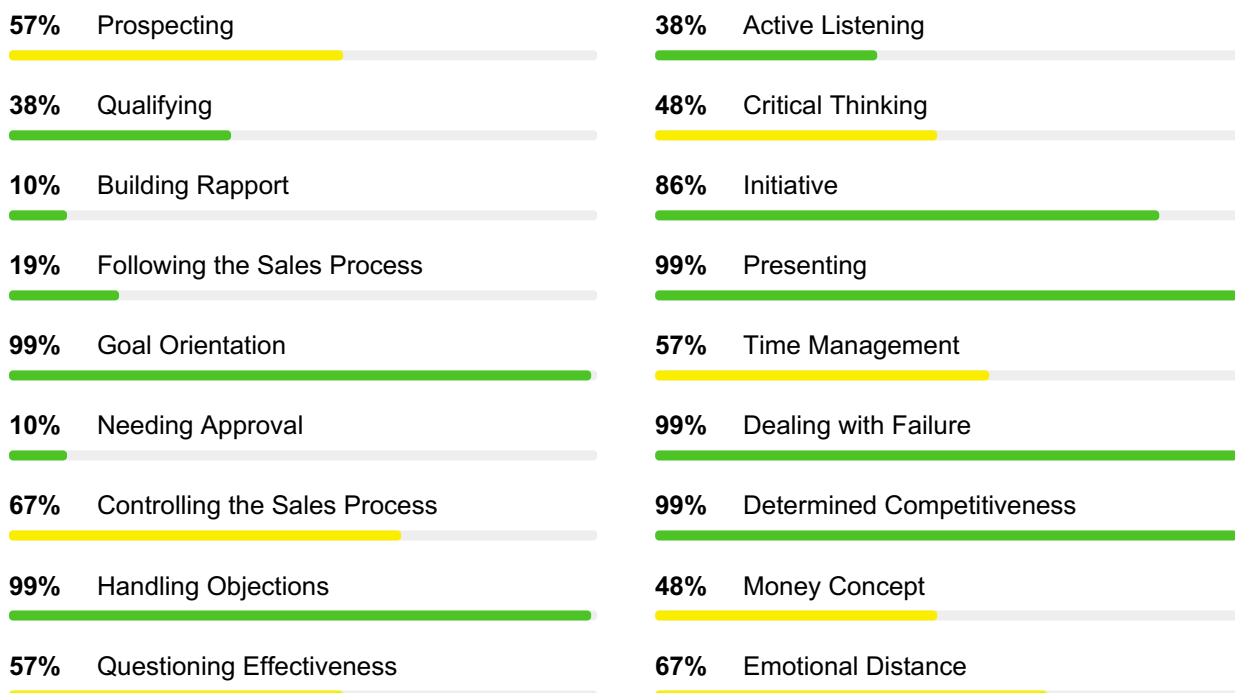 57% Prospecting
38% Qualifying
10% Building Rapport
19% Following the Sales Process
99% Goal Orientation
10% Needing Approval
67% Controlling the Sales Process
99% Handling Objections
57% Questioning Effectiveness
38% Active Listening
48% Critical Thinking
86% Initiative
99% Presenting
57% Time Management
99% Dealing with Failure
99% Determined Competitiveness
48% Money Concept
67% Emotional Distance